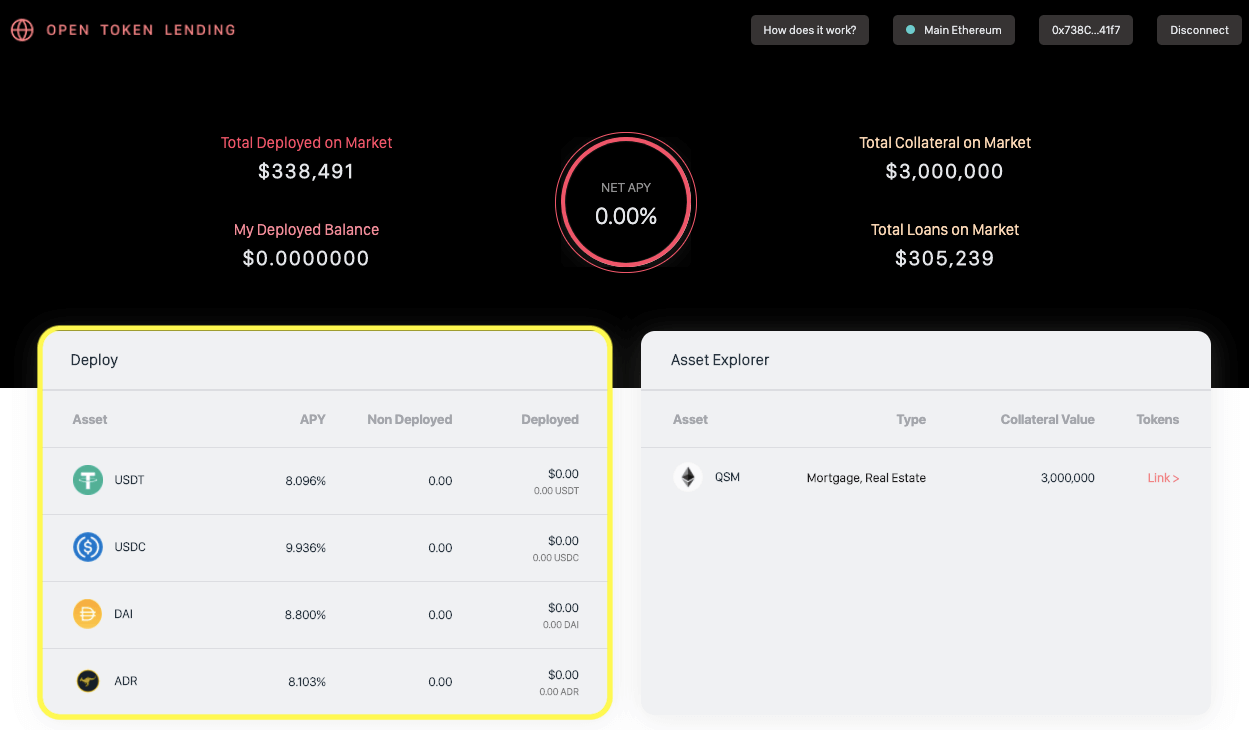 OPEN TOKEN LENDING
How does it work?
Main Ethereum
0x738C...41f7
Disconnect
Total Deployed on Market
$338,491
My Deployed Balance
$0.0000000
NET APY
0.00%
Total Collateral on Market
$3,000,000
Total Loans on Market
$305,239
Deploy
Asset APY Non Deployed Deployed
USDT 8.096% 0.00 $0.00
0.00 USDT
USDC 9.936% 0.00 $0.00
0.00 USDC
DAI 8.800% 0.00 $0.00
0.00 DAI
ADR 8.103% 0.00 $0.00
0.00 ADR
Asset Explorer
Asset Type Collateral Value Tokens
QSM Mortgage, Real Estate 3,000,000 Link >